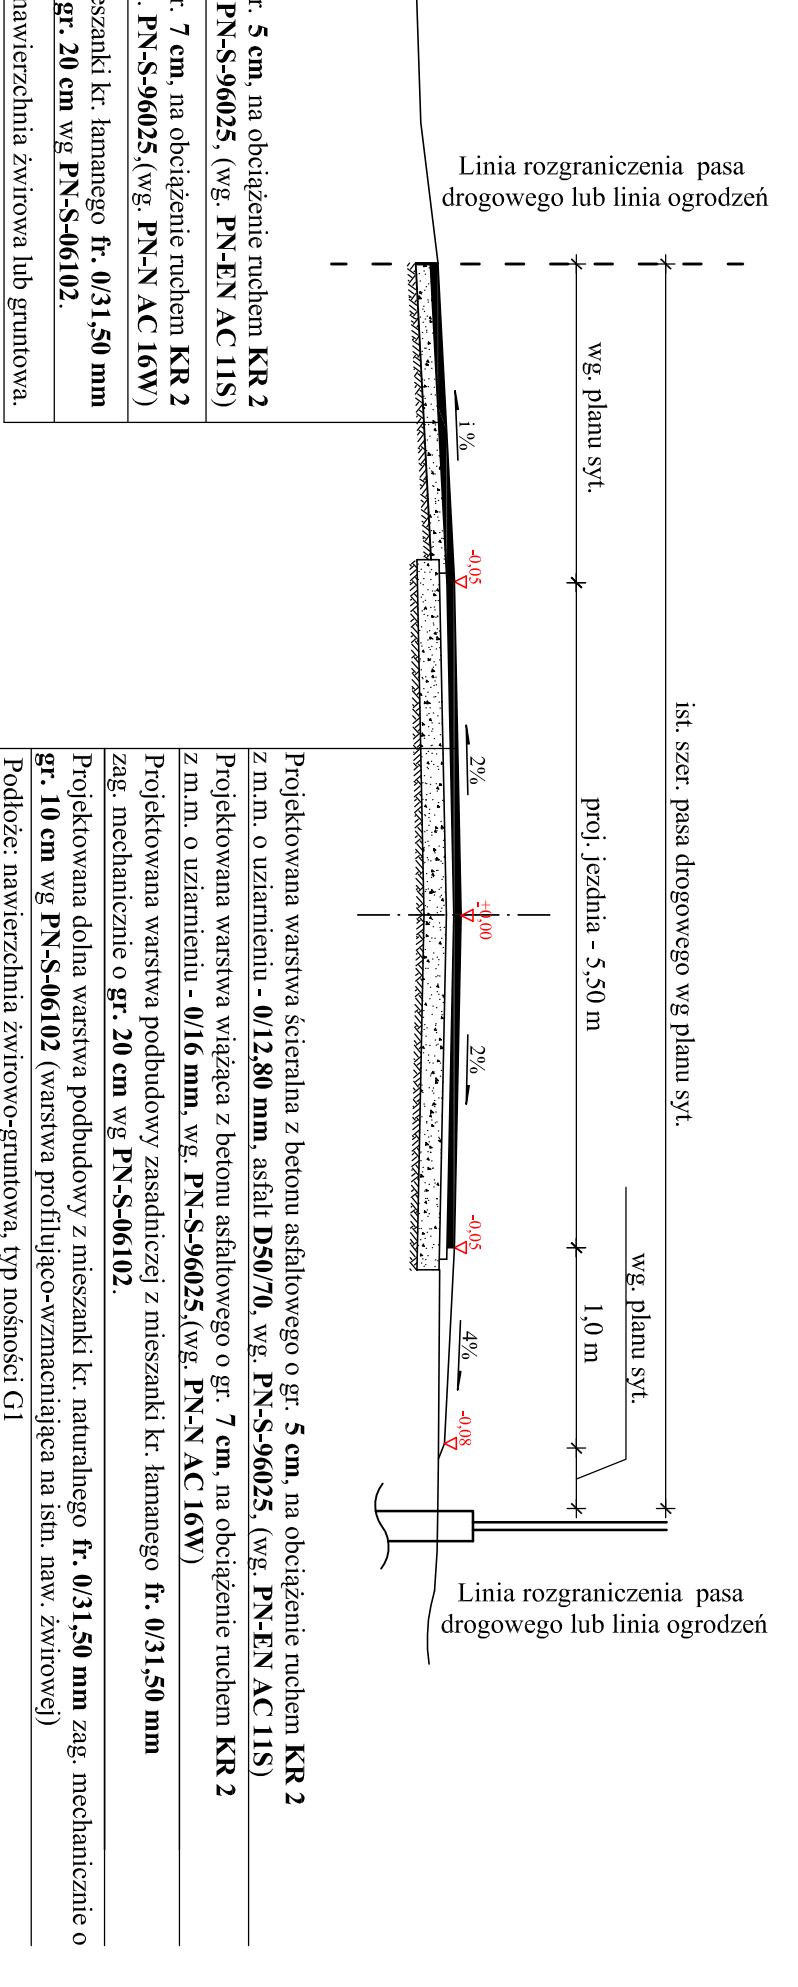 Linia rozgraniczenia pasa
drogowego lub linia ogrodzeń
ist. szer. pasa drogowego wg planu syt.
wg. planu syt.
proj. jezdnia - 5,50 m
1,0 m
wg. planu syt.
i %
-0,05
2%
±0,00
2%
-0,05
4%
-0,08
Linia rozgraniczenia pasa
drogowego lub linia ogrodzeń
r. 5 cm, na obciążenie ruchem KR 2
PN-S-96025, (wg. PN-EN AC 11S)
r. 7 cm, na obciążenie ruchem KR 2
. PN-S-96025,(wg. PN-N AC 16W)
eszanki kr. łamanego fr. 0/31,50 mm
gr. 20 cm wg PN-S-06102.
nawierzchnia żwirowa lub gruntowa.
Projektowana warstwa ścieralna z betonu asfaltowego o gr. 5 cm, na obciążenie ruchem KR 2
z m.m. o uziarnieniu - 0/12,80 mm, asfalt D50/70, wg. PN-S-96025, (wg. PN-EN AC 11S)
Projektowana warstwa wiążąca z betonu asfaltowego o gr. 7 cm, na obciążenie ruchem KR 2
z m.m. o uziarnieniu - 0/16 mm, wg. PN-S-96025,(wg. PN-N AC 16W)
Projektowana warstwa podbudowy zasadniczej z mieszanki kr. łamanego fr. 0/31,50 mm
zag. mechanicznie o gr. 20 cm wg PN-S-06102.
Projektowana dolna warstwa podbudowy z mieszanki kr. naturalnego fr. 0/31,50 mm zag. mechanicznie o
gr. 10 cm wg PN-S-06102 (warstwa profilująco-wzmacniająca na istn. naw. żwirowej)
Podłoże: nawierzchnia żwirowo-gruntowa, typ nośności G1